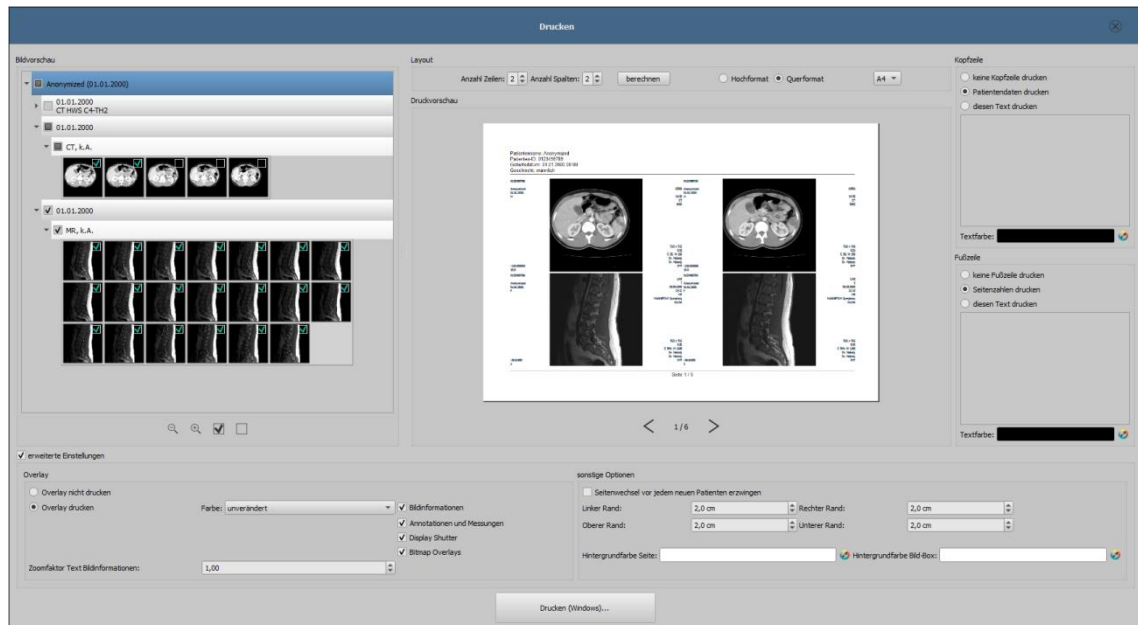 Drucken
Bildvorschau
Anonymized (01.01.2000)
01.01.2000
CT HWS C4-TH2
01.01.2000
CT, k.A.
01.01.2000
MR, k.A.
Layout
Anzahl Zeilen: 2 Anzahl Spalten: 2 berechnen Hochformat Querformat A4
Druckvorschau
Patientenname: Anonymized
Geschlecht: männlich
1/6
Kopfzeile
keine Kopfzeile drucken
Patientendaten drucken
diesen Text drucken
Textfarbe:
Fußzeile
keine Fußzeile drucken
Seitenzahlen drucken
diesen Text drucken
Textfarbe:
erweiterte Einstellungen
Overlay
Overlay nicht drucken
Overlay drucken Farbe: unverändert Bildinformationen
Annotationen und Messungen
Display Shutter
Bitmap Overlays
Zoomfaktor Text Bildinformationen: 1,00
sonstige Optionen
Seitenwechsel vor jedem neuen Patienten erzwingen
Linker Rand: 2,0 cm Rechter Rand: 2,0 cm
Oberer Rand: 2,0 cm Unterer Rand: 2,0 cm
Hintergrundfarbe Seite: Hintergrundfarbe Bild-Box:
Drucken (Windows)...